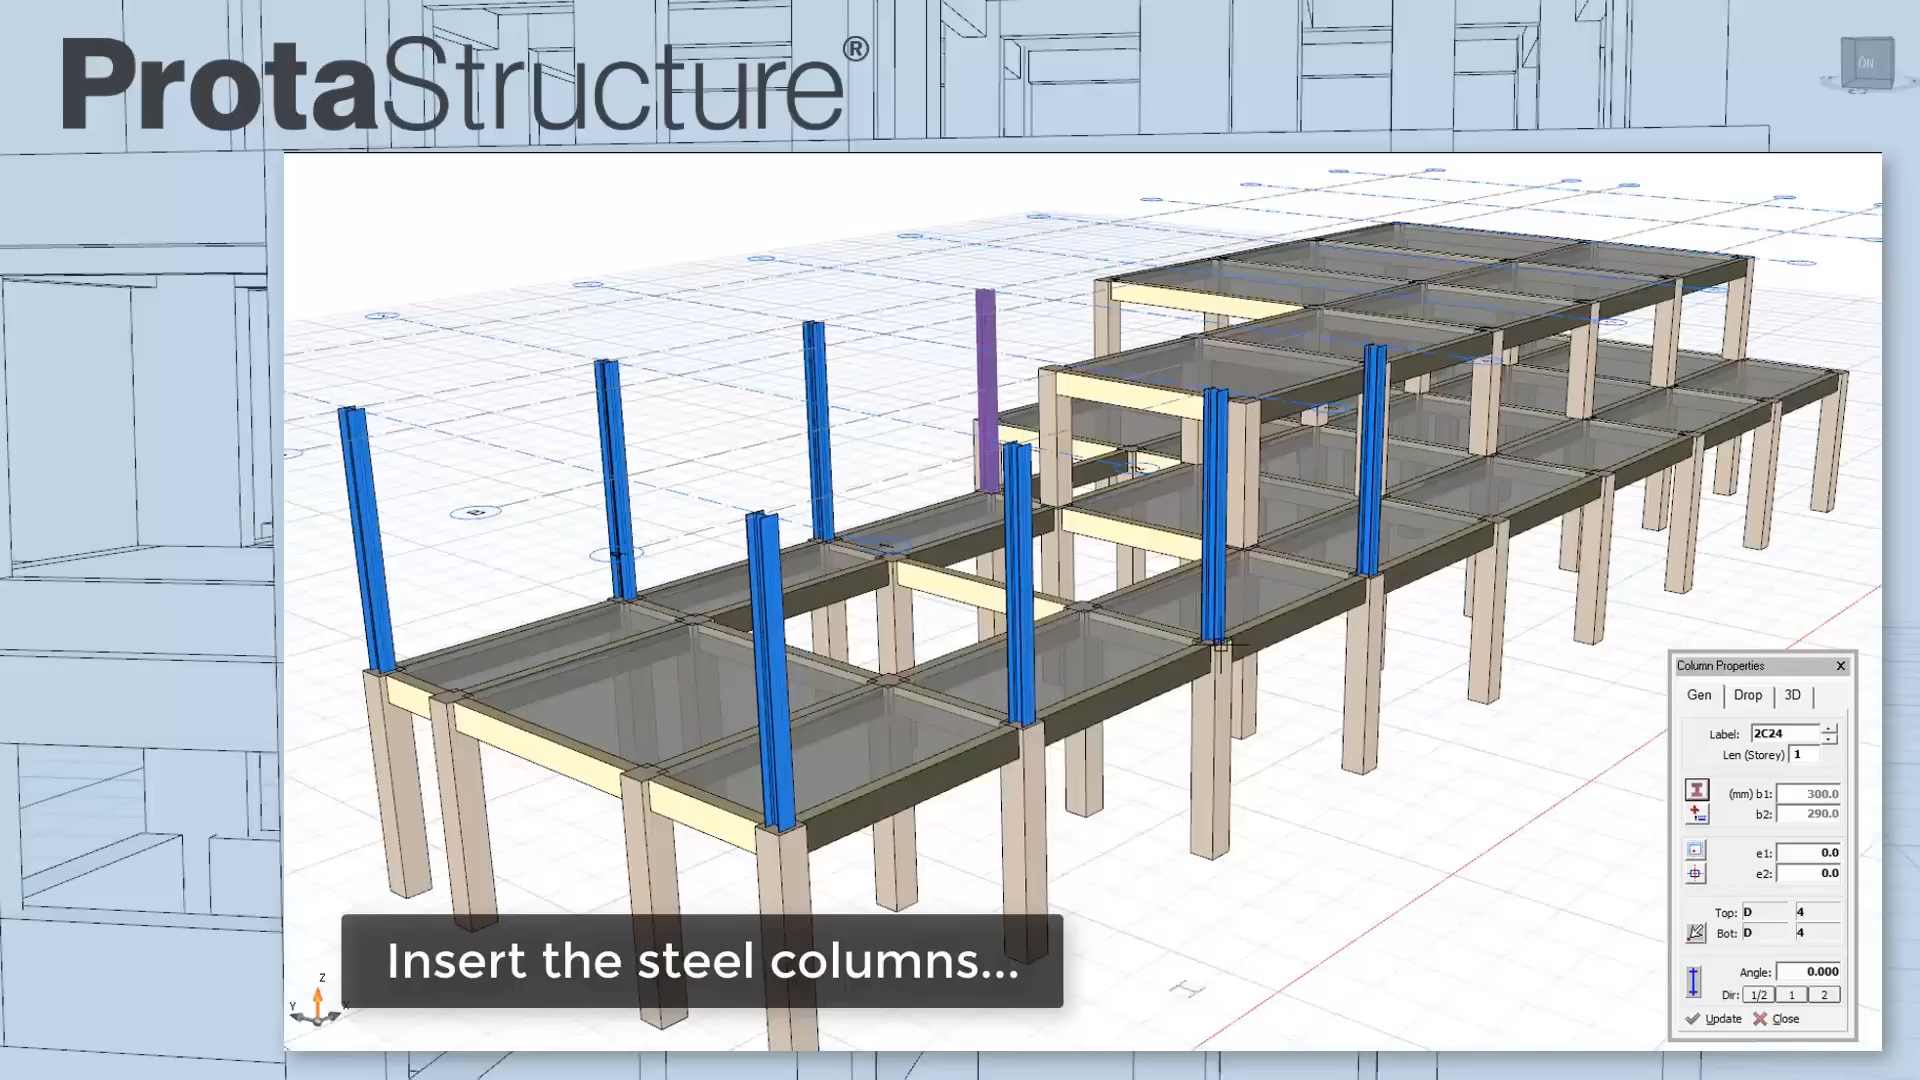 ProtaStructure®
ÖN
Column Properties X
Gen Drop 3D
Label: 2C24
Len (Storey) 1
(mm) b1: 300.0
b2: 290.0
e1: 0.0
e2: 0.0
Top: D 4
Bot: D 4
Angle: 0.000
Dir: 1/2 1 2
Update Close
Insert the steel columns...
Z
Y X